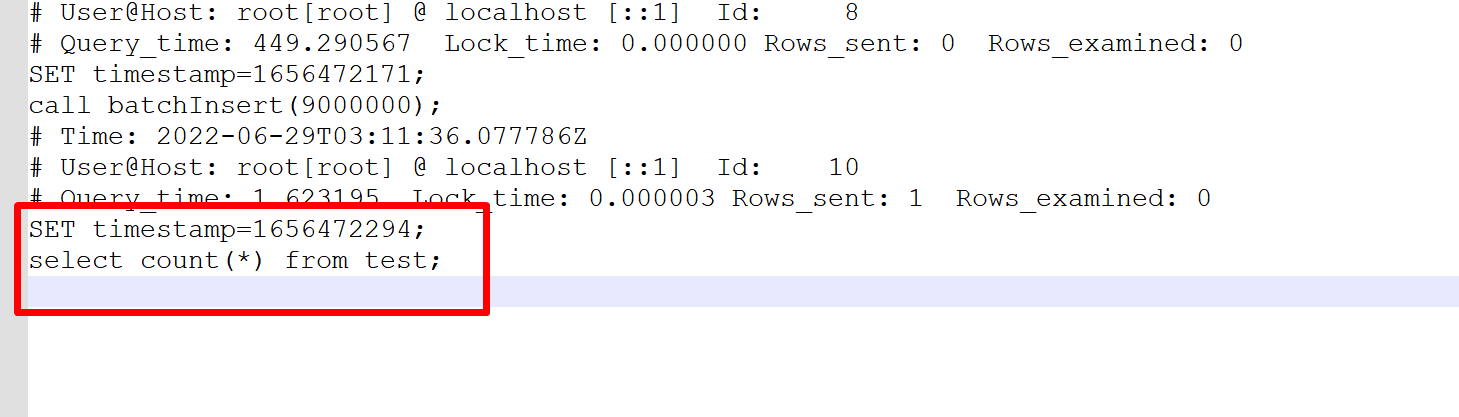 # User@Host: root[root] @ localhost [::1]  Id:     8
# Query_time: 449.290567  Lock_time: 0.000000 Rows_sent: 0  Rows_examined: 0
SET timestamp=1656472171;
call batchInsert(9000000);
# Time: 2022-06-29T03:11:36.077786Z
# User@Host: root[root] @ localhost [::1]  Id:    10
# Query_time: 1.623195  Lock_time: 0.000003 Rows_sent: 1  Rows_examined: 0
SET timestamp=1656472294;
select count(*) from test;